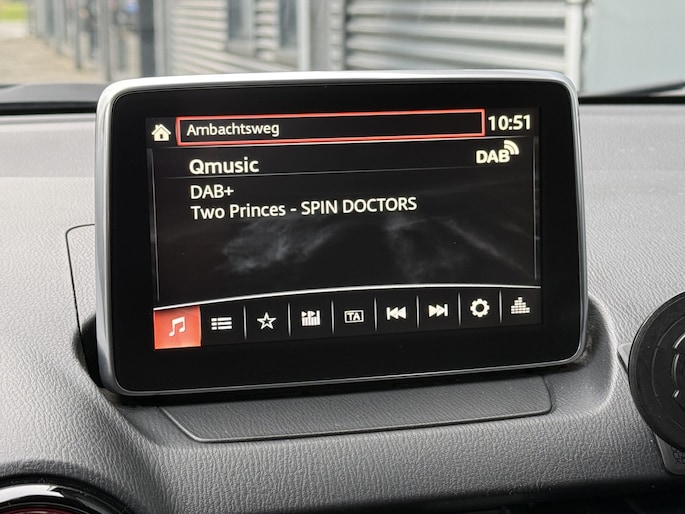 Ambachtsweg 10:51
Qmusic DAB
DAB+
Two Princes - SPIN DOCTORS
TA